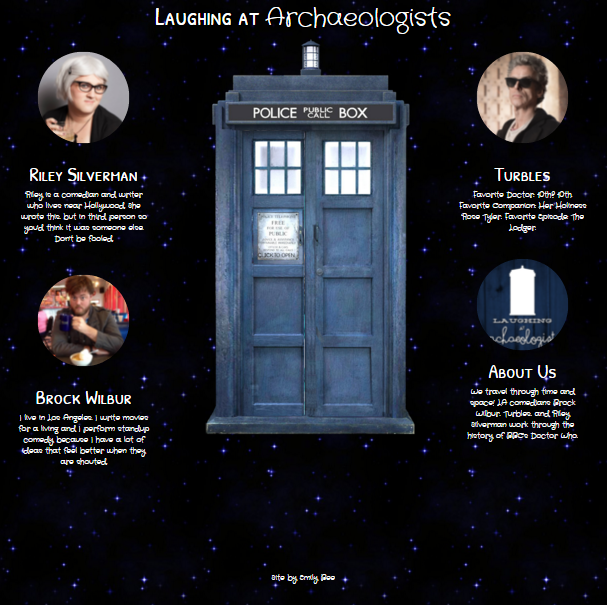 Laughing at Archaeologists
POLICE PUBLIC CALL BOX
FREE
FOR USE OF
PUBLIC
CLICK TO OPEN
Riley Silverman
Riley is a comedian and writer
who lives near Hollywood. She
wrote this but in third person so
you'd think it was someone else.
Don't be fooled.
Brock Wilbur
I live in Los Angeles. I write movies
for a living and I perform standup
comedy because I have a lot of
ideas that feel better when they
are shouted.
Turbles
Favorite Doctor: 10th? 10th.
Favorite Companion: Her Holiness
Rose Tyler. Favorite Episode: The
Lodger.
LAUGHING
at
Archaeologist
About Us
We travel through time and
space! LA comedians Brock
Wilbur, Turbles, and Riley
Silverman work through the
history of BBC's Doctor Who.
Site by Emily Bee